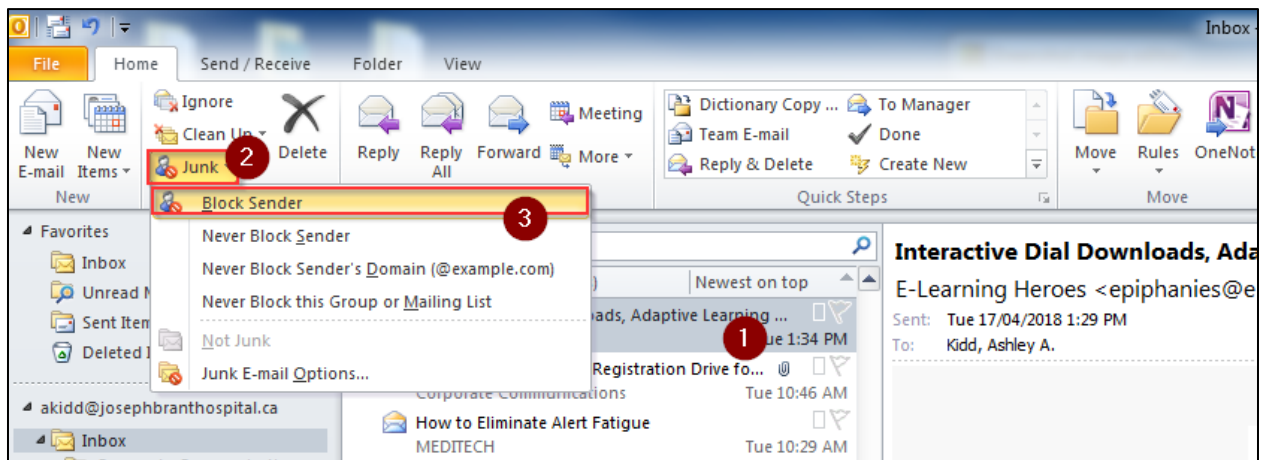 Inbox -
File Home Send / Receive Folder View
New E-mail
New Items
Ignore
Clean Up
Junk
2
Delete
Reply
Reply All
Forward
Meeting
More
Dictionary Copy ...
Team E-mail
Reply & Delete
To Manager
Done
Create New
Move
Rules
New
Quick Steps
Move
Block Sender
3
Never Block Sender
Never Block Sender's Domain (@example.com)
Never Block this Group or Mailing List
Not Junk
Junk E-mail Options...
Favorites
Inbox
Unread
Sent
Deleted
akidd@josephbranthospital.ca
Inbox
Newest on top
Adaptive Learning ...
1
1:34 PM
Registration Drive fo...
Corporate Communications Tue 10:46 AM
How to Eliminate Alert Fatigue
MEDITECH Tue 10:29 AM
Interactive Dial Downloads, Ada
E-Learning Heroes <epiphanies@e
Sent: Tue 17/04/2018 1:29 PM
To: Kidd, Ashley A.